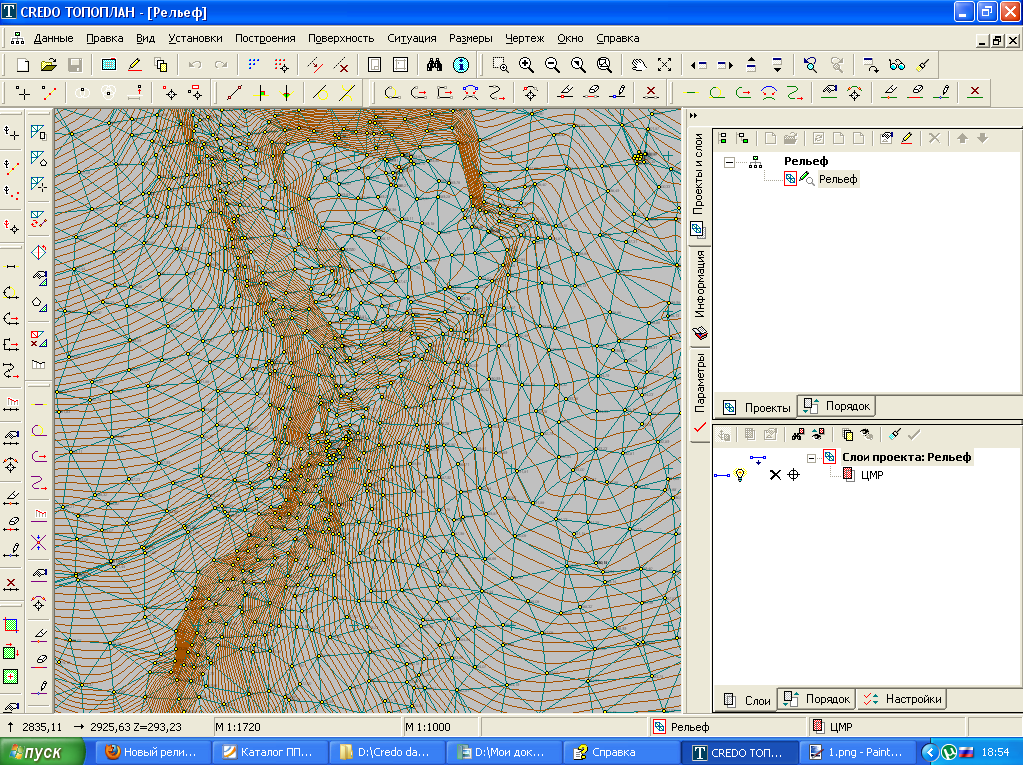 CREDO ТОПОПЛАН - [Рельеф]
Данные Правка Вид Установки Построения Поверхность Ситуация Размеры Чертеж Окно Справка
Проекты и слои
Информация
Параметры
Рельеф
Рельеф
Проекты Порядок
Слои проекта: Рельеф
ЦМР
Слои Порядок Настройки
2835,11 2925,63 Z=293,23 М 1:1720 М 1:1000 Рельеф ЦМР
пуск Новый рели... Каталог ПП... D:\Credo da... D:\Мои док... Справка CREDO ТОП... 1.png - Paint... 18:54